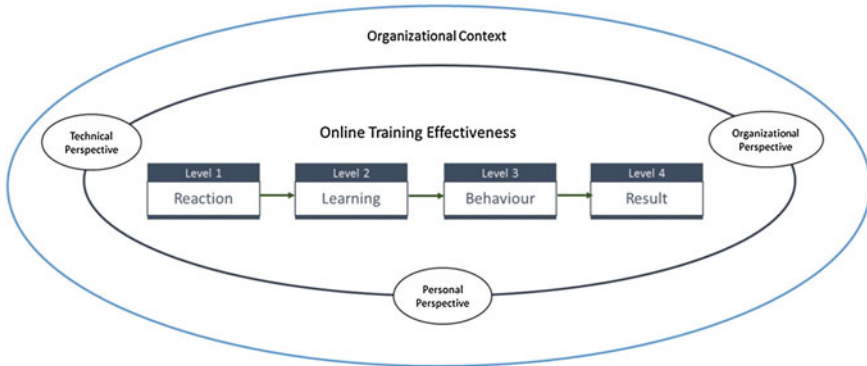 Organizational Context
Technical
Perspective
Organizational
Perspective
Online Training Effectiveness
Level 1
Level 2
Level 3
Level 4
Reaction
Learning
Behaviour
Result
Personal
Perspective